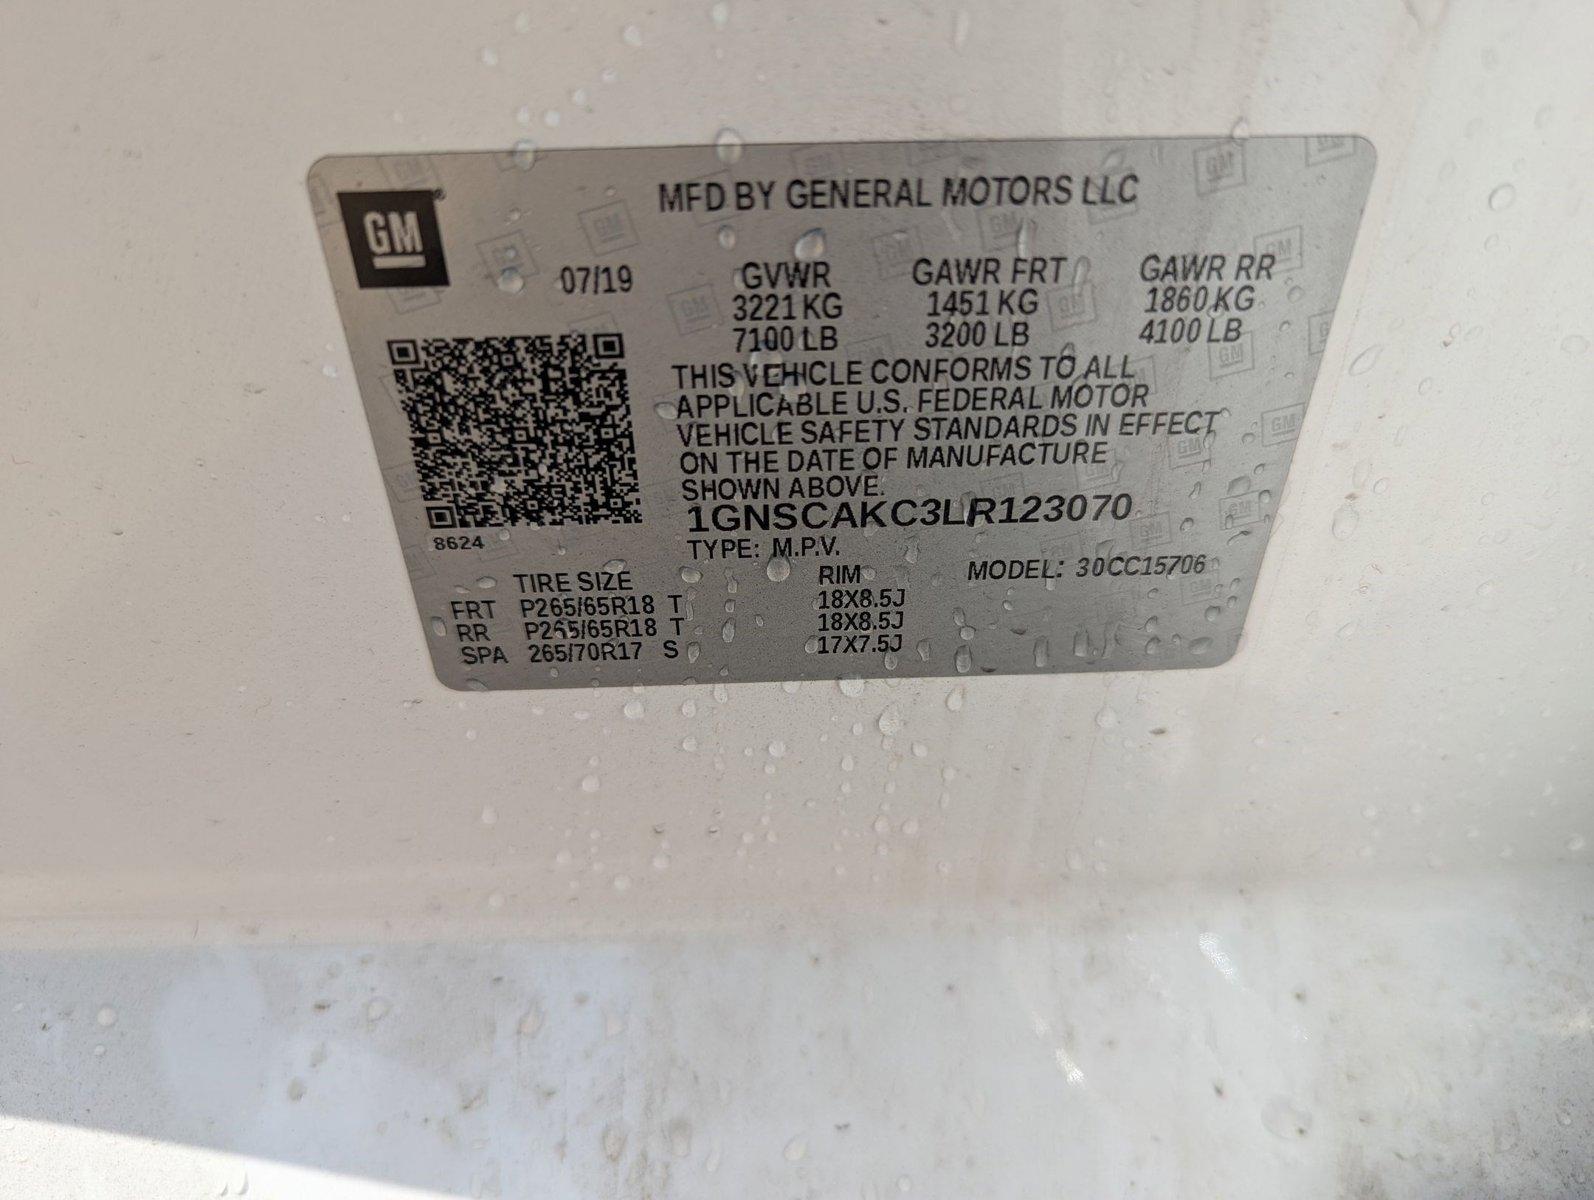 MFD BY GENERAL MOTORS LLC
GM®
07/19 GVWR GAWR FRT GAWR RR
3221 KG 1451 KG 1860 KG
7100 LB 3200 LB 4100 LB
THIS VEHICLE CONFORMS TO ALL
APPLICABLE U.S. FEDERAL MOTOR
VEHICLE SAFETY STANDARDS IN EFFECT
ON THE DATE OF MANUFACTURE
SHOWN ABOVE.
1GNSCAKC3LR123070
8624
TYPE: M.P.V.
MODEL: 30CC15706
TIRE SIZE RIM
FRT P265/65R18 T 18X8.5J
RR P265/65R18 T 18X8.5J
SPA 265/70R17 S 17X7.5J